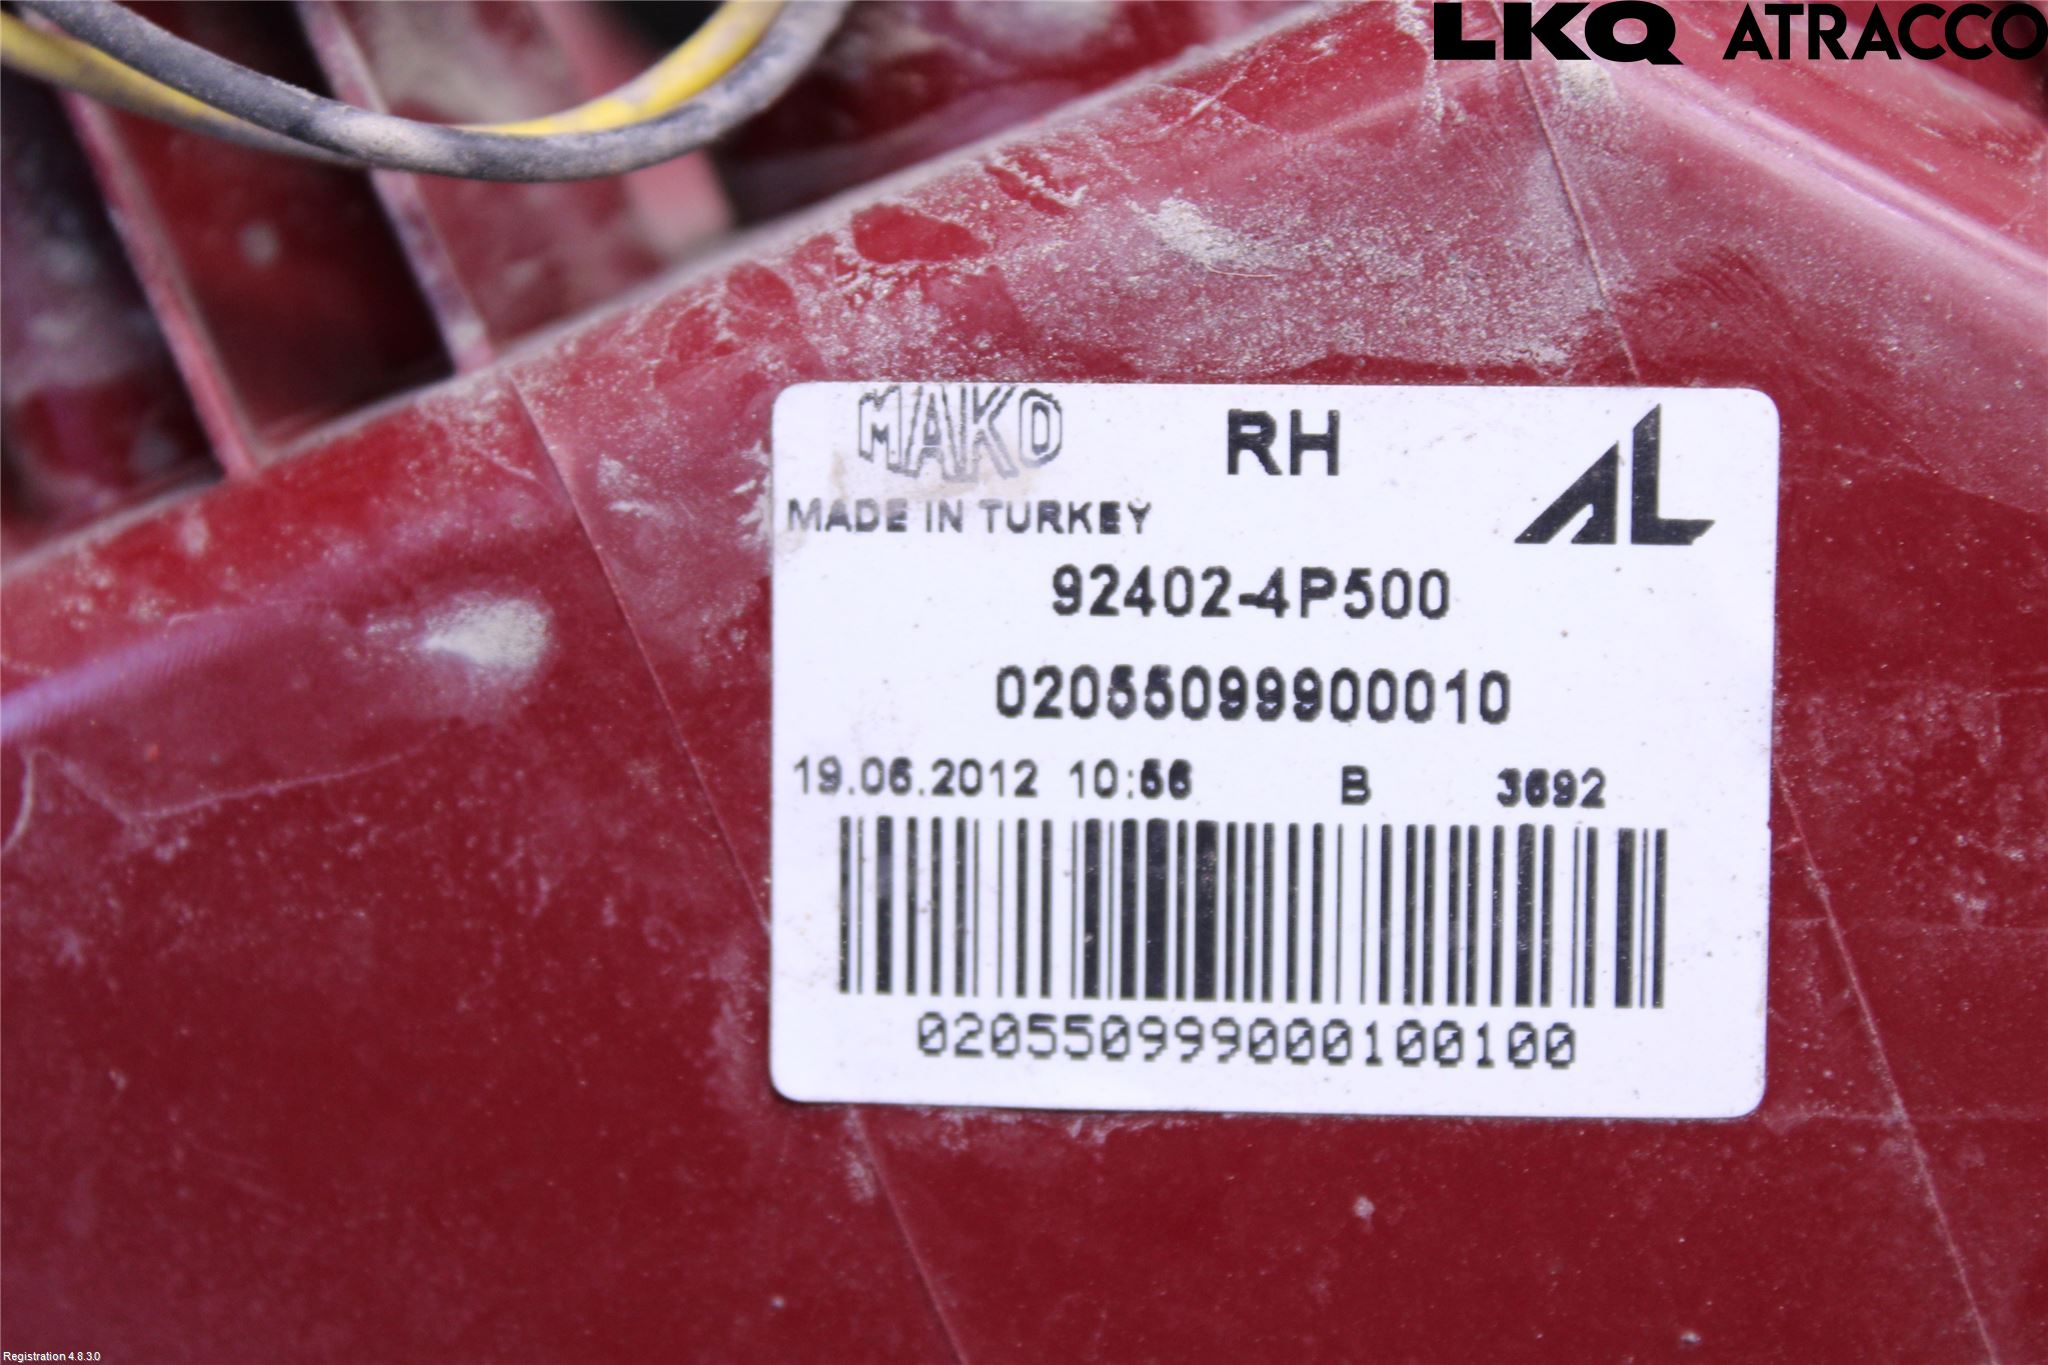 LKQ ATRACCO
MAKO
RH
AL
MADE IN TURKEY
92402-4P500
02055099900010
19.06.2012 10:56 B 3692
020550999000100100
Registration 4.8.3.0